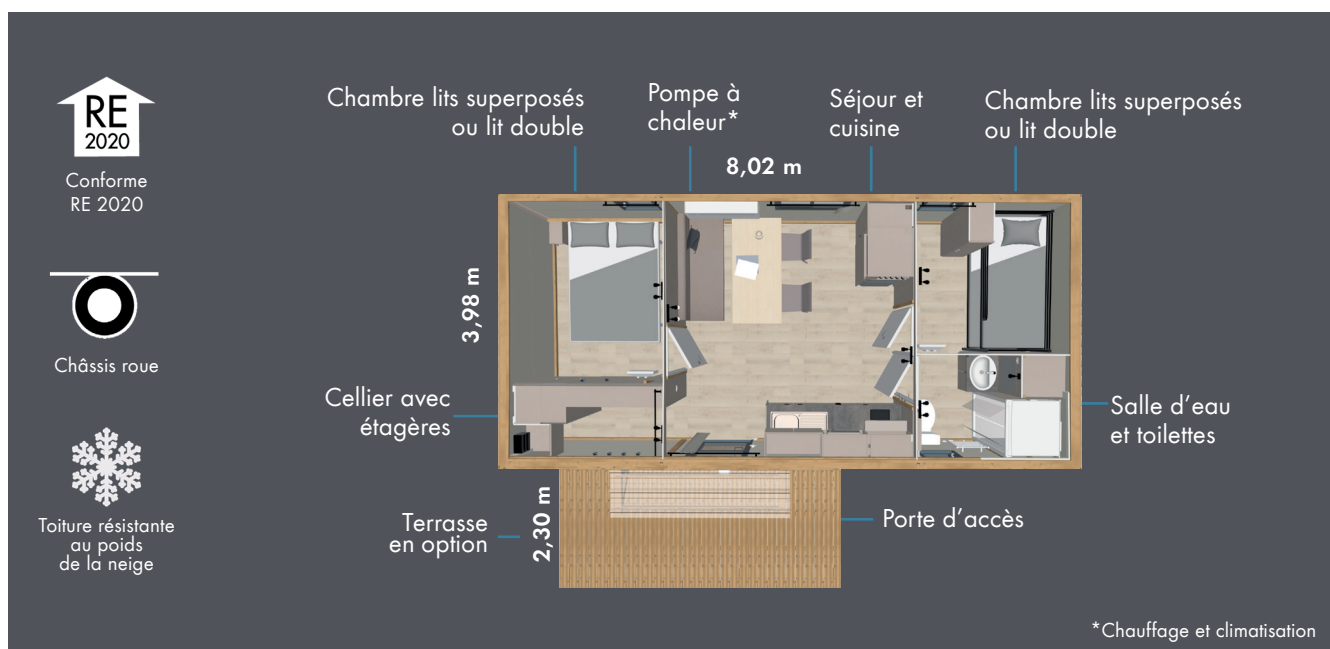 RE
2020
Conforme
RE 2020
Châssis roue
Toiture résistante
au poids
de la neige
Chambre lits superposés
ou lit double
Pompe à
chaleur*
Séjour et
cuisine
Chambre lits superposés
ou lit double
8,02 m
3,98 m
Cellier avec
étagères
Salle d'eau
et toilettes
Terrasse
en option
2,30 m
Porte d'accès
*Chauffage et climatisation